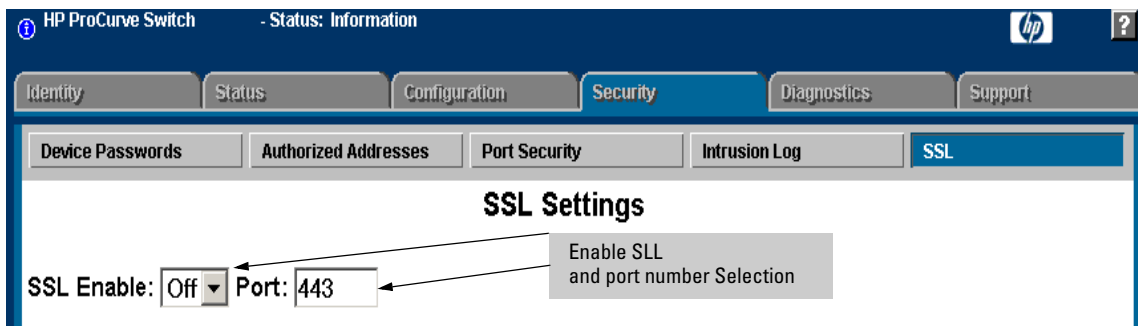 HP ProCurve Switch - Status: Information
hp ?
Identity Status Configuration Security Diagnostics Support
Device Passwords Authorized Addresses Port Security Intrusion Log SSL
SSL Settings
Enable SLL
and port number Selection
SSL Enable: Off Port: 443